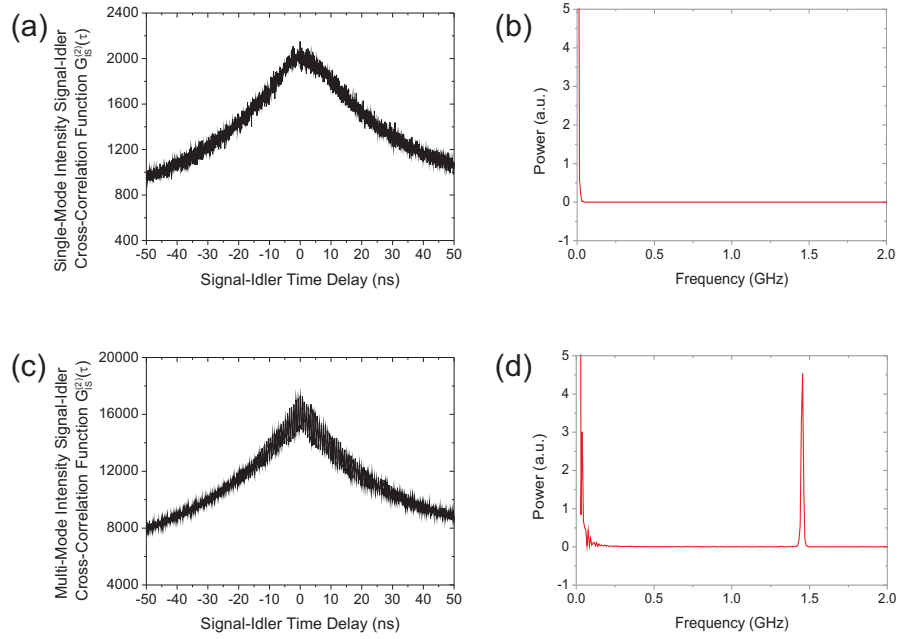 (a)
Single-Mode Intensity Signal-Idler
Cross-Correlation Function G_IS^(2)(τ)
2400
2000
1600
1200
800
400
-50 -40 -30 -20 -10 0 10 20 30 40 50
Signal-Idler Time Delay (ns)
(b)
Power (a.u.)
5
4
3
2
1
0
-1
0.0 0.5 1.0 1.5 2.0
Frequency (GHz)
(c)
Multi-Mode Intensity Signal-Idler
Cross-Correlation Function G_IS^(2)(τ)
20000
16000
12000
8000
4000
-50 -40 -30 -20 -10 0 10 20 30 40 50
Signal-Idler Time Delay (ns)
(d)
Power (a.u.)
5
4
3
2
1
0
-1
0.0 0.5 1.0 1.5 2.0
Frequency (GHz)